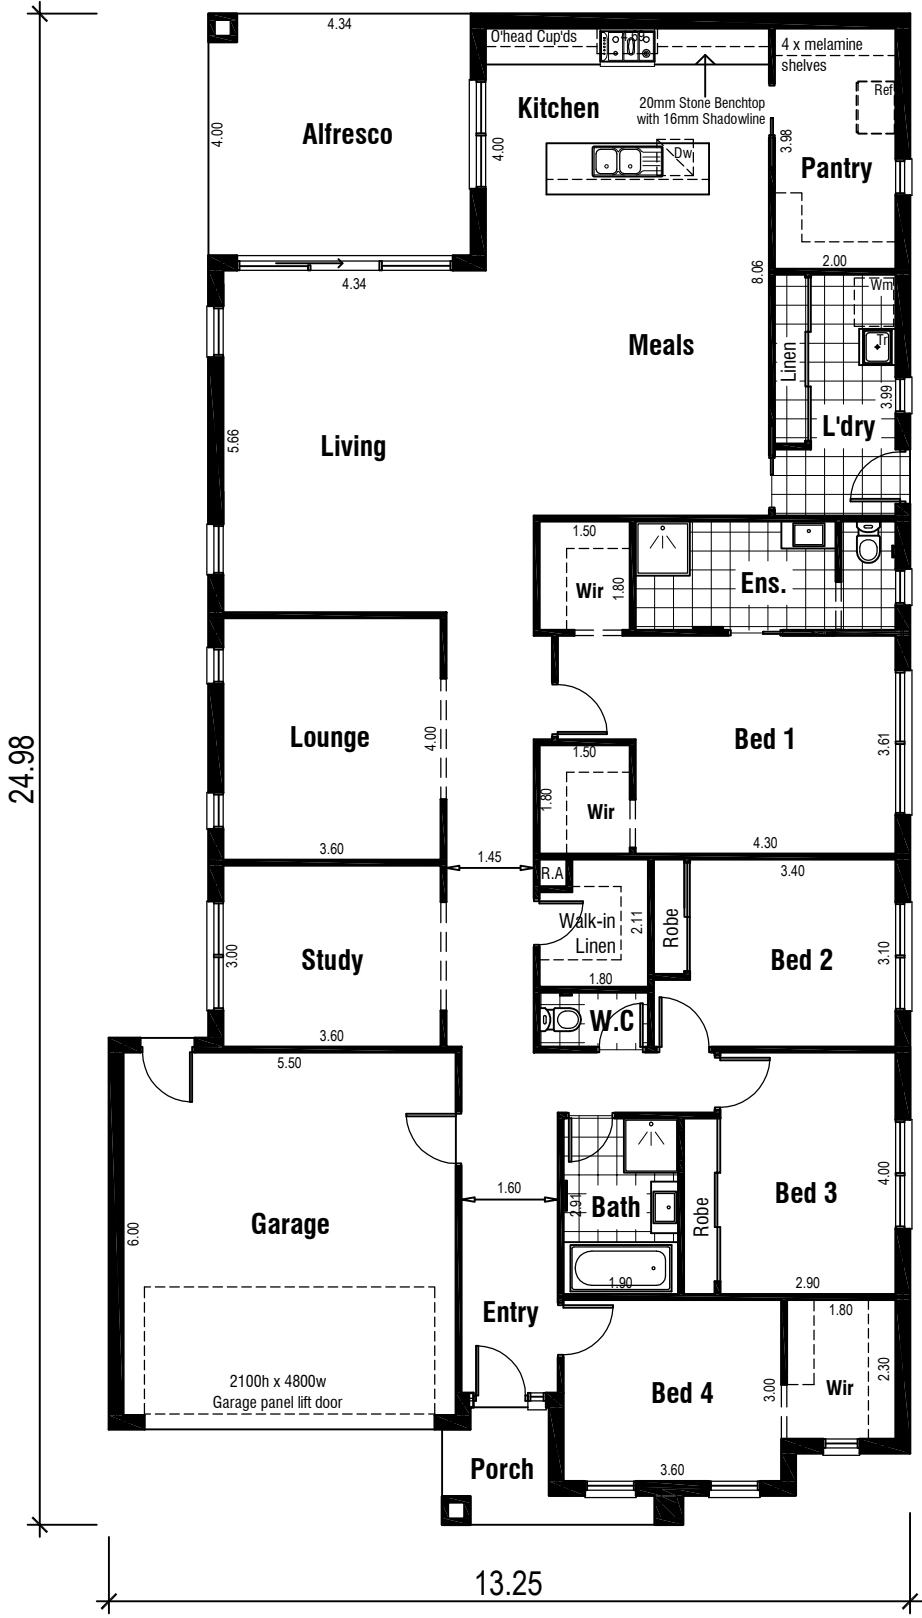 4.34
O'head Cup'ds
4 x melamine
shelves
Ref
Kitchen
20mm Stone Benchtop
with 16mm Shadowline
Alfresco
4.00
4.00
3.98
Dw
Pantry
2.00
4.34
8.06
Wm
Tr
Linen
Meals
3.99
L'dry
5.66
Living
1.50
Wir
1.80
Ens.
Lounge
4.00
3.60
Bed 1
3.61
1.50
1.80
Wir
4.30
1.45
R.A
3.40
Walk-in
Linen
2.11
1.80
Robe
Bed 2
3.10
3.00
Study
3.60
W.C
5.50
24.98
Garage
6.00
1.60
Bath
2.91
1.90
Robe
Bed 3
4.00
2.90
Entry
2100h x 4800w
Garage panel lift door
Bed 4
3.00
3.60
1.80
Wir
2.30
Porch
13.25